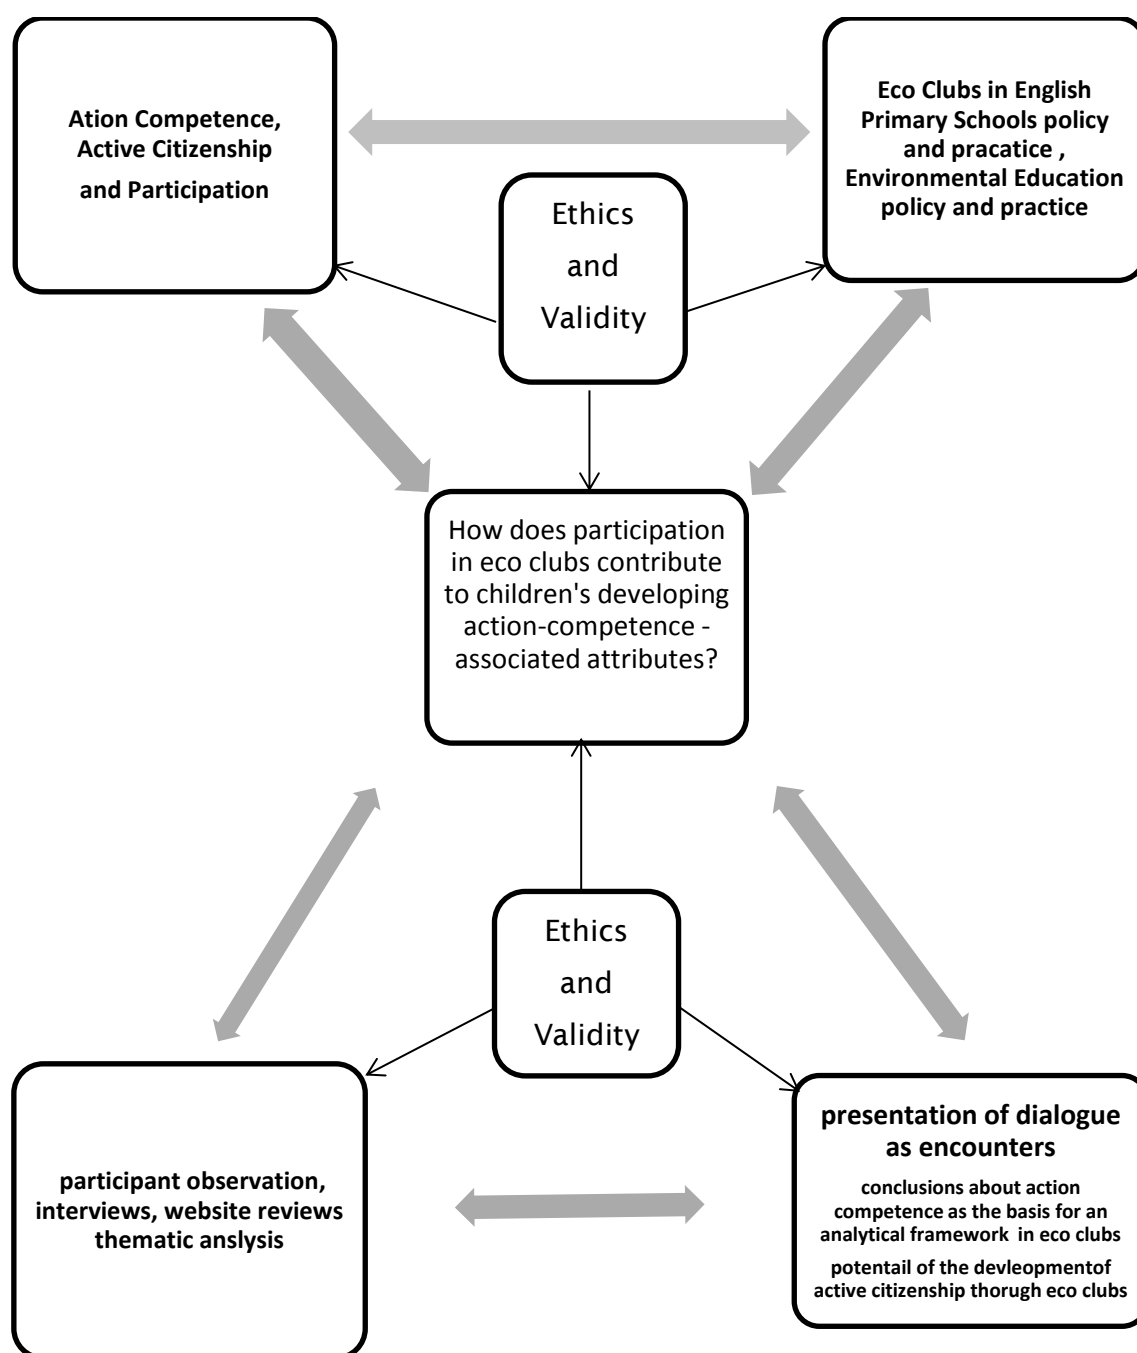 Ation Competence,
Active Citizenship
and Participation
Eco Clubs in English
Primary Schools policy
and pracatice ,
Environmental Education
policy and practice
Ethics
and
Validity
How does participation
in eco clubs contribute
to children's developing
action-competence -
associated attributes?
Ethics
and
Validity
participant observation,
interviews, website reviews
thematic anslysis
presentation of dialogue
as encounters
conclusions about action
competence as the basis for an
analytical framework in eco clubs
potentail of the devleopmentof
active citizenship thorugh eco clubs